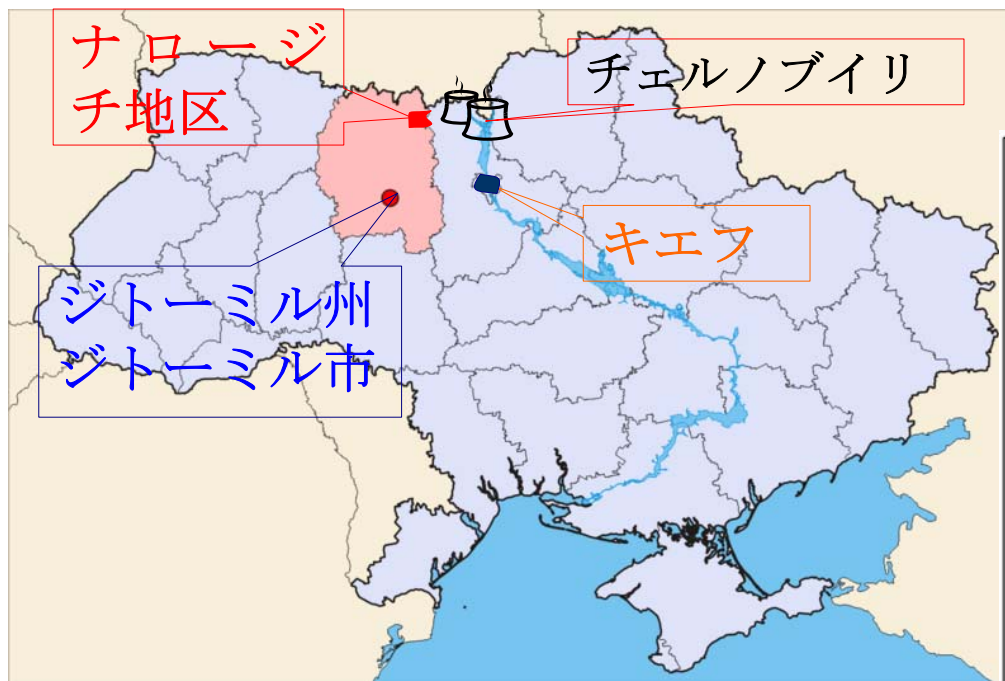 ナロージ
チ地区
チェルノブイリ
キエフ
ジトーミル州
ジトーミル市